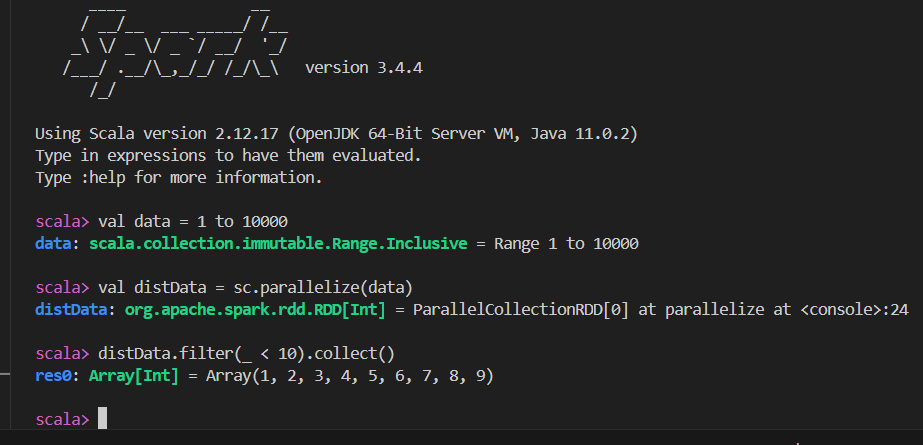 ____              __
     / __/__  ___ _____/ /__
    _\ \/ _ \/ _ `/ __/  '_/
   /___/ .__/\_,_/_/ /_/\_\   version 3.4.4
      /_/
Using Scala version 2.12.17 (OpenJDK 64-Bit Server VM, Java 11.0.2)
Type in expressions to have them evaluated.
Type :help for more information.
scala> val data = 1 to 10000
data: scala.collection.immutable.Range.Inclusive = Range 1 to 10000
scala> val distData = sc.parallelize(data)
distData: org.apache.spark.rdd.RDD[Int] = ParallelCollectionRDD[0] at parallelize at <console>:24
scala> distData.filter(_ < 10).collect()
res0: Array[Int] = Array(1, 2, 3, 4, 5, 6, 7, 8, 9)
scala>